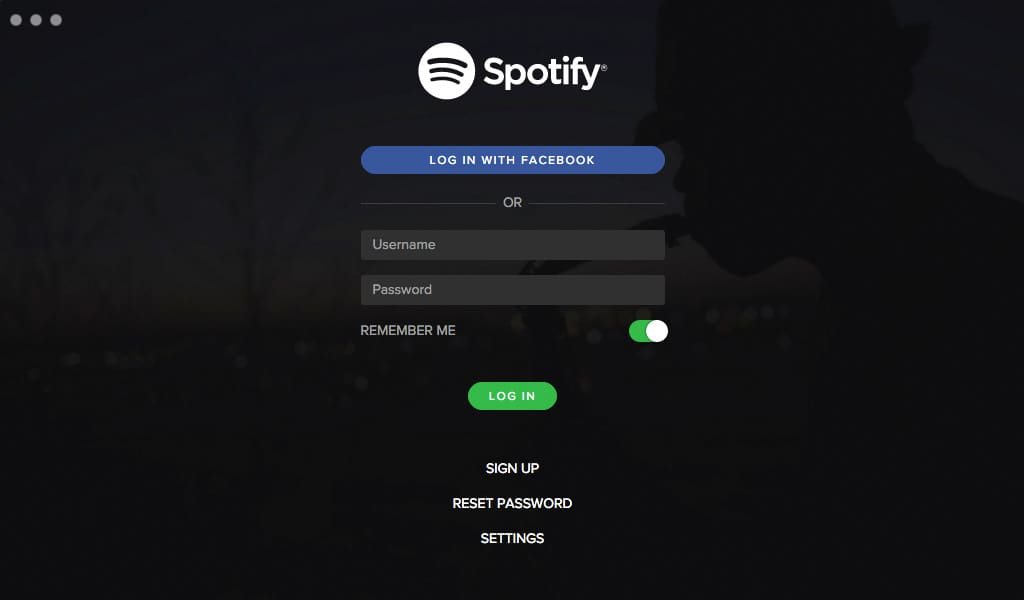 Spotify®
LOG IN WITH FACEBOOK
OR
Username
Password
REMEMBER ME
LOG IN
SIGN UP
RESET PASSWORD
SETTINGS